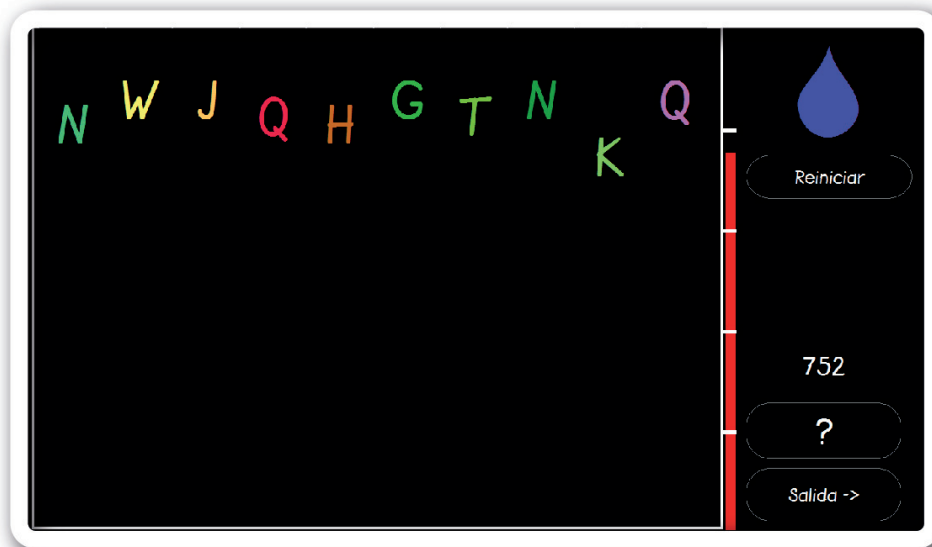 N W J Q H G T N K Q
Reiniciar
752
?
Salida ->